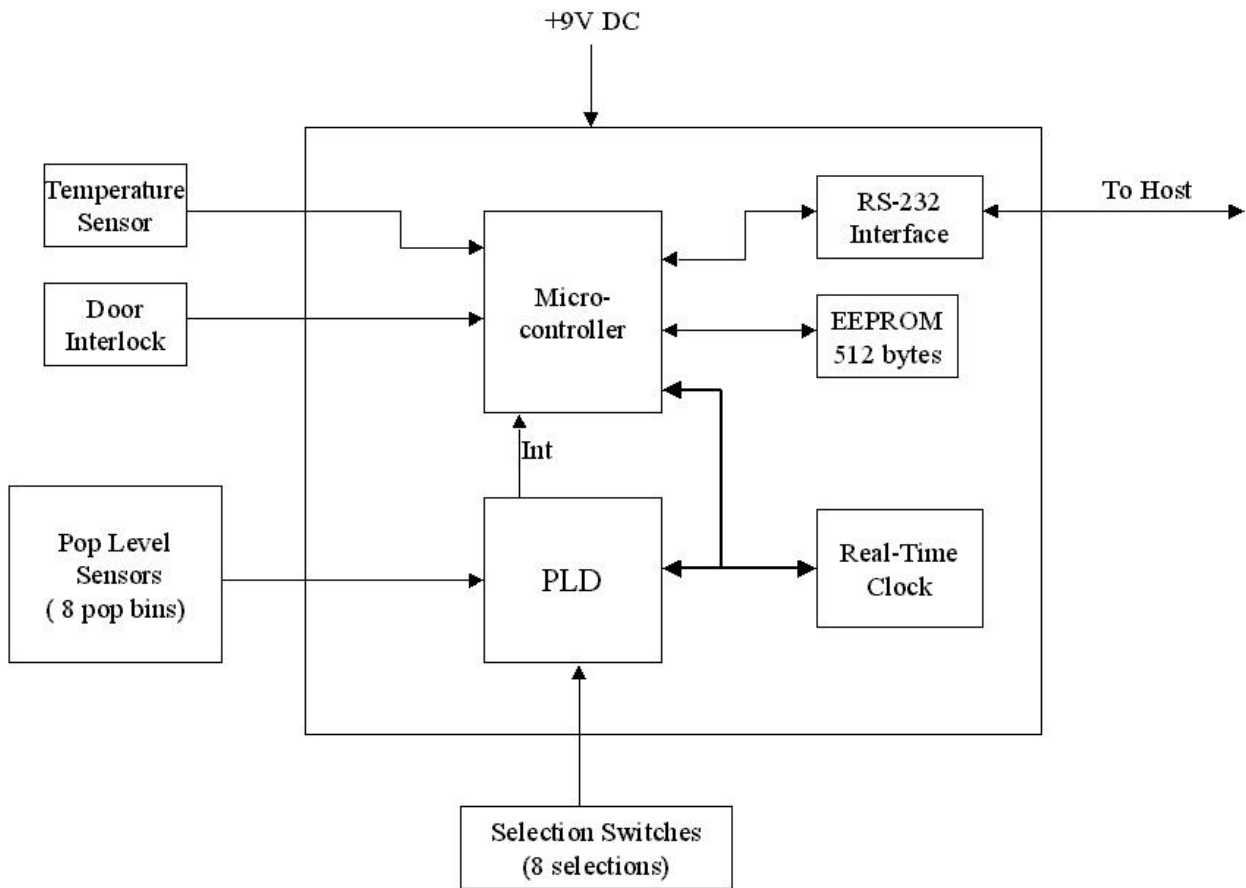 +9V DC
Temperature
Sensor
RS-232
Interface
To Host
Door
Interlock
Micro-
controller
EEPROM
512 bytes
Int
Pop Level
Sensors
( 8 pop bins)
PLD
Real-Time
Clock
Selection Switches
(8 selections)